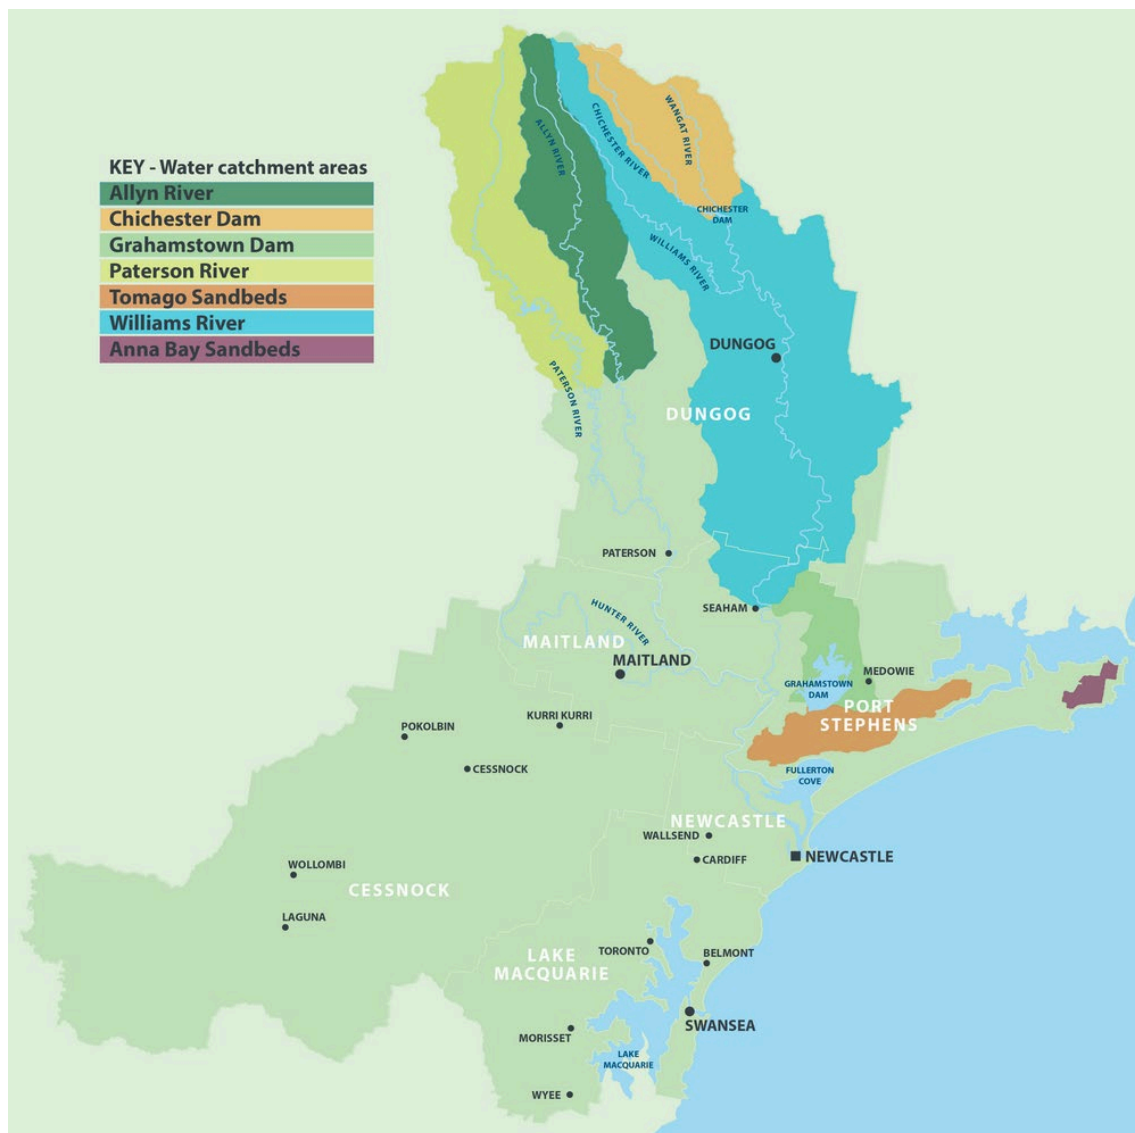 KEY - Water catchment areas
Allyn River
Chichester Dam
Grahamstown Dam
Paterson River
Tomago Sandbeds
Williams River
Anna Bay Sandbeds
ALLYN RIVER
CHICHESTER RIVER
WANGAT RIVER
CHICHESTER
DAM
WILLIAMS RIVER
DUNGOG
PATERSON RIVER
DUNGOG
PATERSON
SEAHAM
HUNTER RIVER
MAITLAND
MAITLAND
MEDOWIE
GRAHAMSTOWN
DAM
PORT
STEPHENS
KURRI KURRI
POKOLBIN
CESSNOCK
FULLERTON
COVE
NEWCASTLE
WALLSEND
CARDIFF
NEWCASTLE
WOLLOMBI
CESSNOCK
LAGUNA
TORONTO
BELMONT
LAKE
MACQUARIE
SWANSEA
MORISSET
LAKE
MACQUARIE
WYEE